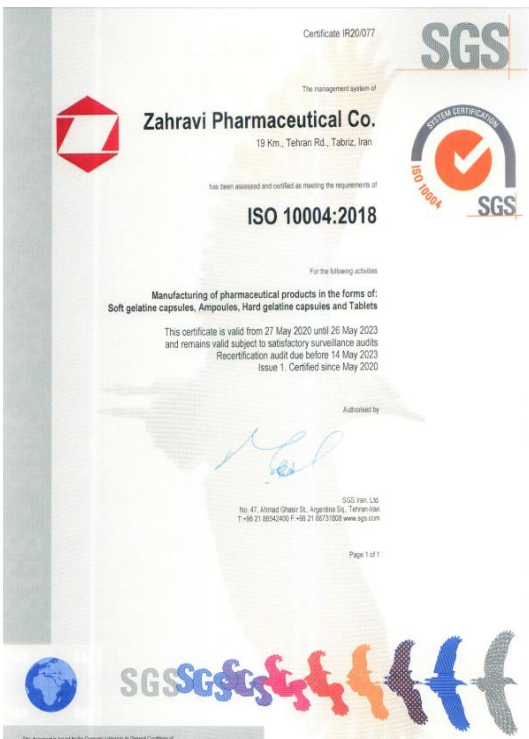 Certificate IR20/077
SGS
The management system of
Zahravi Pharmaceutical Co.
19 Km., Tehran Rd., Tabriz, Iran
SYSTEM CERTIFICATION
ISO 10004
SGS
has been assessed and certified as meeting the requirements of
ISO 10004:2018
For the following activities
Manufacturing of pharmaceutical products in the forms of:
Soft gelatine capsules, Ampoules, Hard gelatine capsules and Tablets
This certificate is valid from 27 May 2020 until 26 May 2023
and remains valid subject to satisfactory surveillance audits
Recertification audit due before 14 May 2023
Issue 1. Certified since May 2020
Authorised by
SGS Iran. Ltd.
No. 47, Ahmad Ghasir St., Argentina Sq., Tehran-Iran
T:+98 21 88542400 F:+98 21 88731808 www.sgs.com
Page 1 of 1
SGSSGS